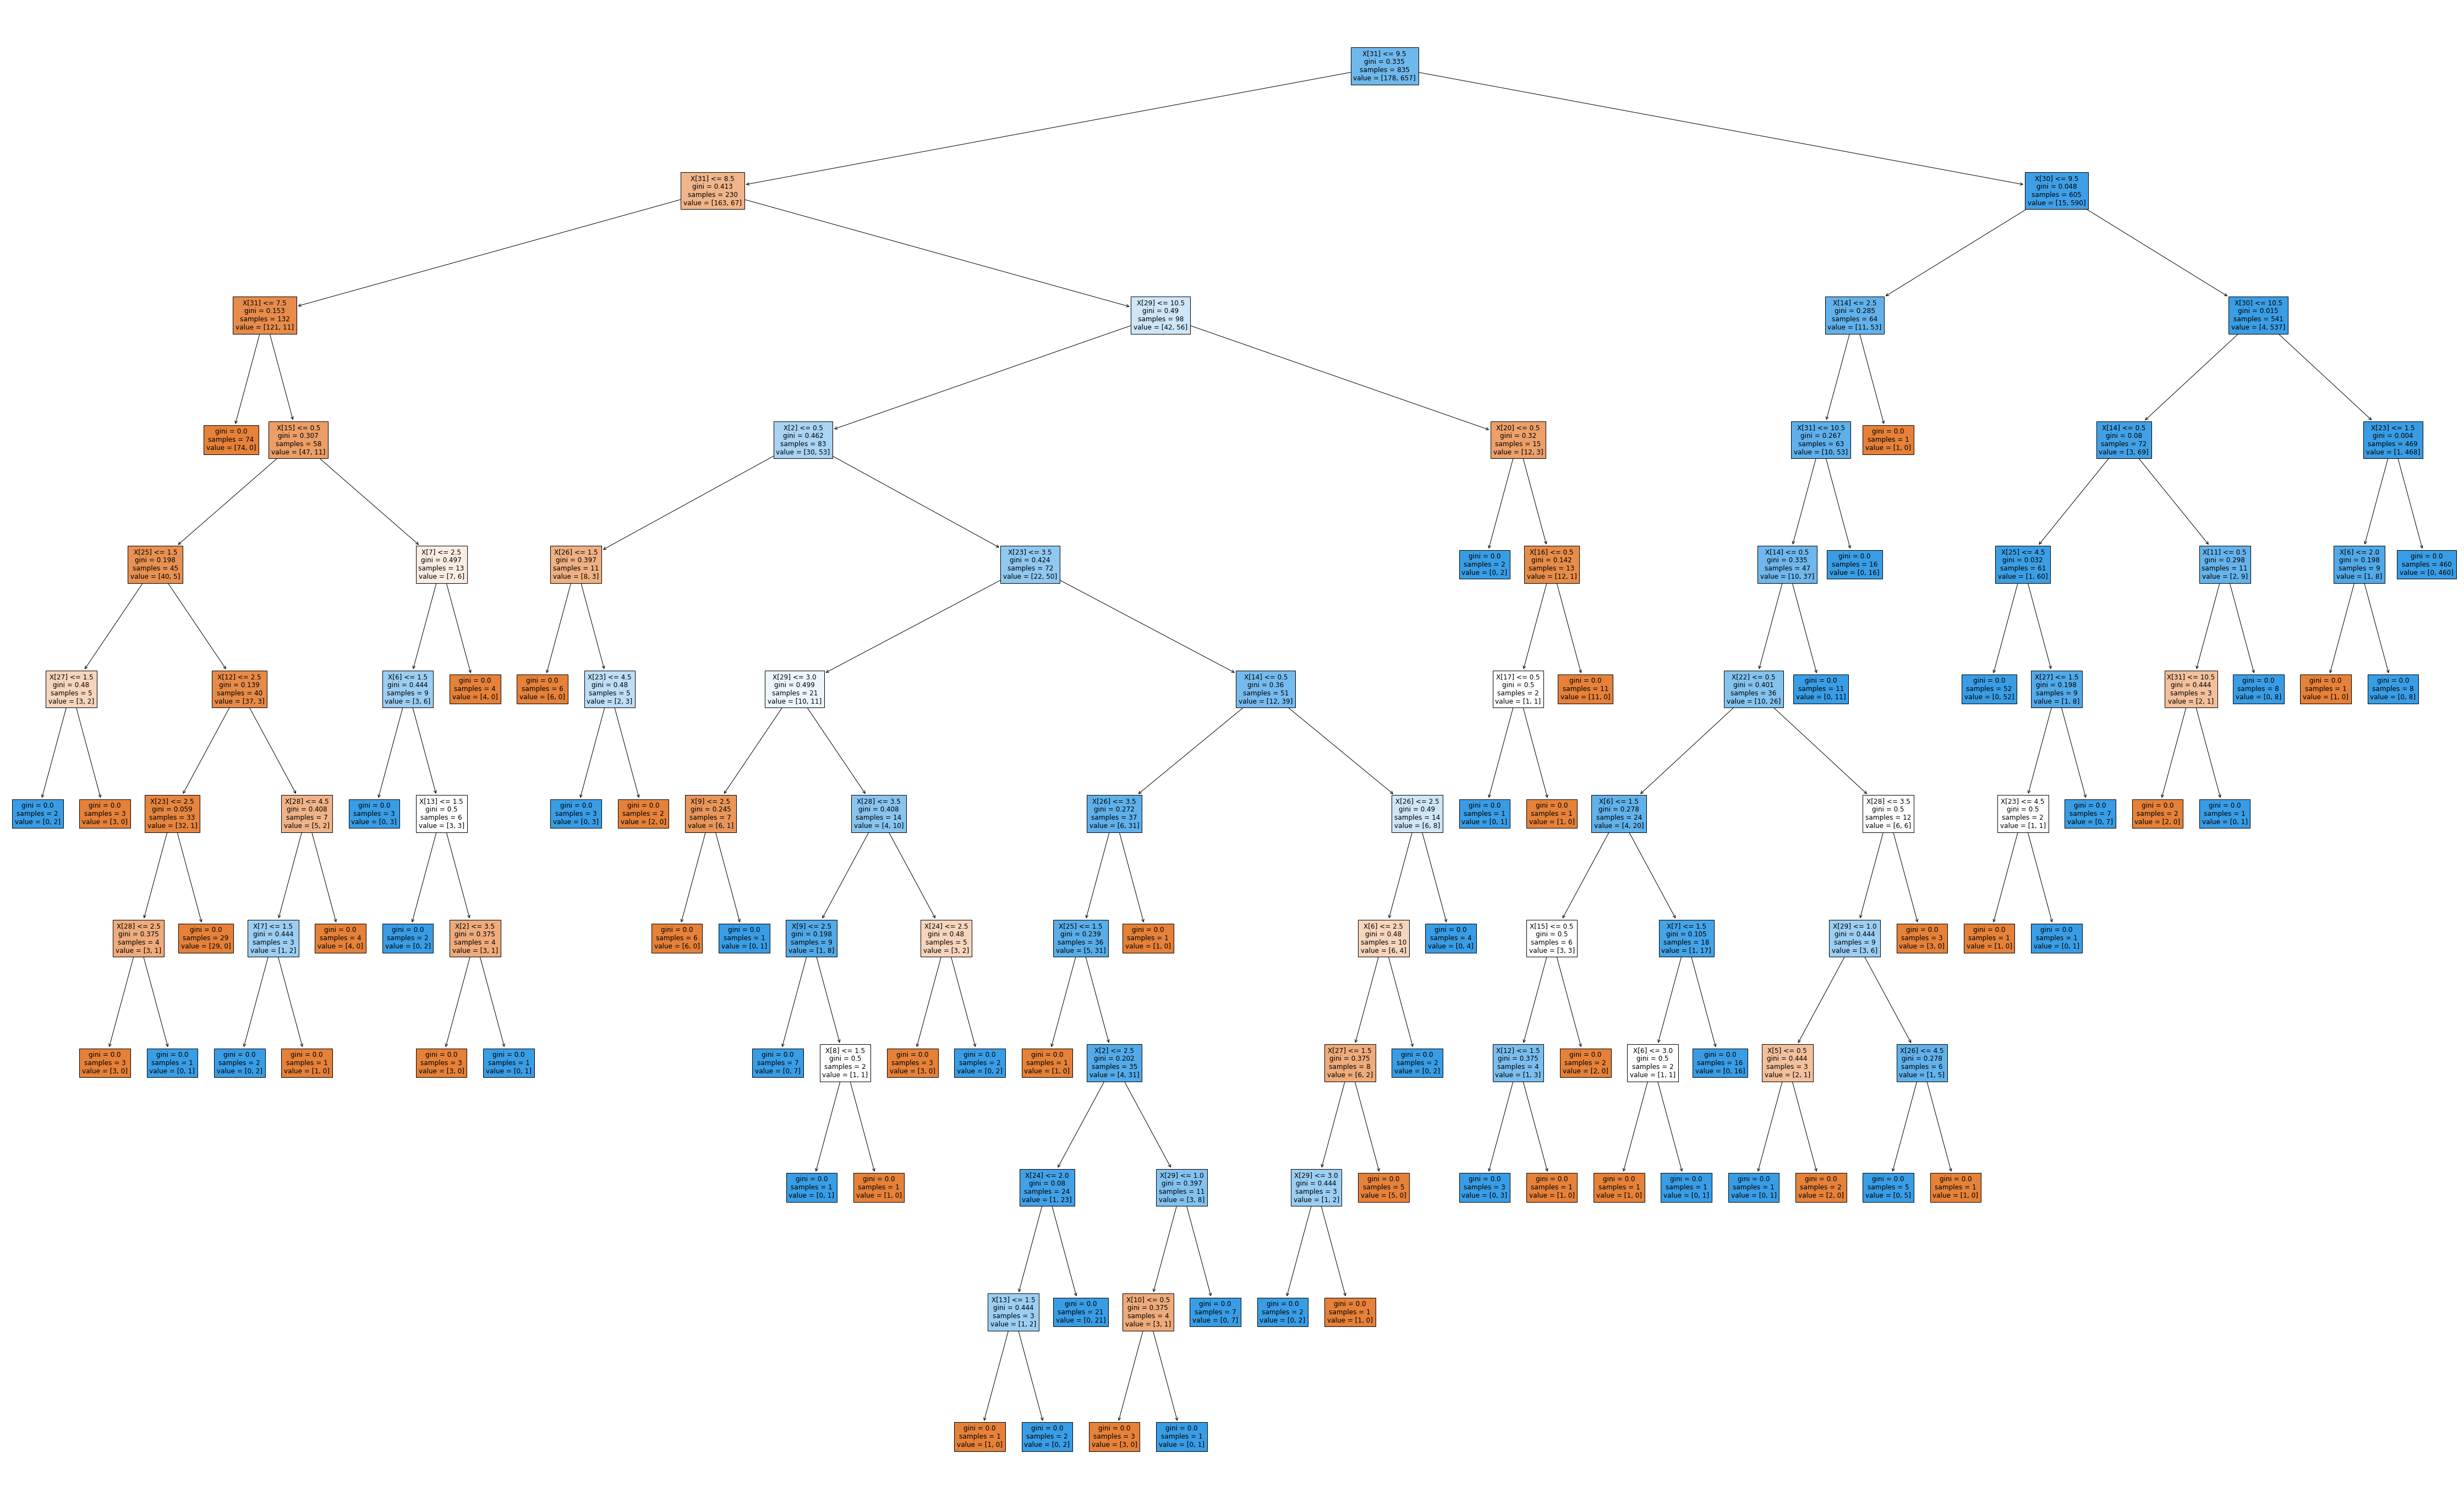 X[31] <= 9.5
gini = 0.335
samples = 835
value = [178, 657]
X[31] <= 8.5
gini = 0.413
samples = 230
value = [163, 67]
X[30] <= 9.5
gini = 0.048
samples = 605
value = [15, 590]
X[31] <= 7.5
gini = 0.153
samples = 132
value = [121, 11]
X[29] <= 10.5
gini = 0.49
samples = 98
value = [42, 56]
X[14] <= 2.5
gini = 0.285
samples = 64
value = [11, 53]
X[30] <= 10.5
gini = 0.015
samples = 541
value = [4, 537]
gini = 0.0
samples = 74
value = [74, 0]
X[15] <= 0.5
gini = 0.307
samples = 58
value = [47, 11]
X[2] <= 0.5
gini = 0.462
samples = 83
value = [30, 53]
X[20] <= 0.5
gini = 0.32
samples = 15
value = [12, 3]
X[31] <= 10.5
gini = 0.267
samples = 63
value = [10, 53]
gini = 0.0
samples = 1
value = [1, 0]
X[14] <= 0.5
gini = 0.08
samples = 72
value = [3, 69]
X[23] <= 1.5
gini = 0.004
samples = 469
value = [1, 468]
X[25] <= 1.5
gini = 0.198
samples = 45
value = [40, 5]
X[7] <= 2.5
gini = 0.497
samples = 13
value = [7, 6]
X[26] <= 1.5
gini = 0.397
samples = 11
value = [8, 3]
X[23] <= 3.5
gini = 0.424
samples = 72
value = [22, 50]
gini = 0.0
samples = 2
value = [0, 2]
X[16] <= 0.5
gini = 0.142
samples = 13
value = [12, 1]
X[14] <= 0.5
gini = 0.335
samples = 47
value = [10, 37]
gini = 0.0
samples = 16
value = [0, 16]
X[25] <= 4.5
gini = 0.032
samples = 61
value = [1, 60]
X[11] <= 0.5
gini = 0.298
samples = 11
value = [2, 9]
X[6] <= 2.0
gini = 0.198
samples = 9
value = [1, 8]
gini = 0.0
samples = 460
value = [0, 460]
X[27] <= 1.5
gini = 0.48
samples = 5
value = [3, 2]
X[12] <= 2.5
gini = 0.139
samples = 40
value = [37, 3]
X[6] <= 1.5
gini = 0.444
samples = 9
value = [3, 6]
gini = 0.0
samples = 4
value = [4, 0]
gini = 0.0
samples = 6
value = [6, 0]
X[23] <= 4.5
gini = 0.48
samples = 5
value = [2, 3]
X[29] <= 3.0
gini = 0.499
samples = 21
value = [10, 11]
X[14] <= 0.5
gini = 0.36
samples = 51
value = [12, 39]
X[17] <= 0.5
gini = 0.5
samples = 2
value = [1, 1]
gini = 0.0
samples = 11
value = [11, 0]
X[22] <= 0.5
gini = 0.401
samples = 36
value = [10, 26]
gini = 0.0
samples = 11
value = [0, 11]
gini = 0.0
samples = 52
value = [0, 52]
X[27] <= 1.5
gini = 0.198
samples = 9
value = [1, 8]
X[31] <= 10.5
gini = 0.444
samples = 3
value = [2, 1]
gini = 0.0
samples = 8
value = [0, 8]
gini = 0.0
samples = 1
value = [1, 0]
gini = 0.0
samples = 8
value = [0, 8]
gini = 0.0
samples = 2
value = [0, 2]
gini = 0.0
samples = 3
value = [3, 0]
X[23] <= 2.5
gini = 0.059
samples = 33
value = [32, 1]
X[28] <= 4.5
gini = 0.408
samples = 7
value = [5, 2]
gini = 0.0
samples = 3
value = [0, 3]
X[13] <= 1.5
gini = 0.5
samples = 6
value = [3, 3]
gini = 0.0
samples = 3
value = [0, 3]
gini = 0.0
samples = 2
value = [2, 0]
X[9] <= 2.5
gini = 0.245
samples = 7
value = [6, 1]
X[28] <= 3.5
gini = 0.408
samples = 14
value = [4, 10]
X[26] <= 3.5
gini = 0.272
samples = 37
value = [6, 31]
X[26] <= 2.5
gini = 0.49
samples = 14
value = [6, 8]
gini = 0.0
samples = 1
value = [0, 1]
gini = 0.0
samples = 1
value = [1, 0]
X[6] <= 1.5
gini = 0.278
samples = 24
value = [4, 20]
X[28] <= 3.5
gini = 0.5
samples = 12
value = [6, 6]
X[23] <= 4.5
gini = 0.5
samples = 2
value = [1, 1]
gini = 0.0
samples = 7
value = [0, 7]
gini = 0.0
samples = 2
value = [2, 0]
gini = 0.0
samples = 1
value = [0, 1]
X[28] <= 2.5
gini = 0.375
samples = 4
value = [3, 1]
gini = 0.0
samples = 29
value = [29, 0]
X[7] <= 1.5
gini = 0.444
samples = 3
value = [1, 2]
gini = 0.0
samples = 4
value = [4, 0]
gini = 0.0
samples = 2
value = [0, 2]
X[2] <= 3.5
gini = 0.375
samples = 4
value = [3, 1]
gini = 0.0
samples = 6
value = [6, 0]
gini = 0.0
samples = 1
value = [0, 1]
X[9] <= 2.5
gini = 0.198
samples = 9
value = [1, 8]
X[24] <= 2.5
gini = 0.48
samples = 5
value = [3, 2]
X[25] <= 1.5
gini = 0.239
samples = 36
value = [5, 31]
gini = 0.0
samples = 1
value = [1, 0]
X[6] <= 2.5
gini = 0.48
samples = 10
value = [6, 4]
gini = 0.0
samples = 4
value = [0, 4]
X[15] <= 0.5
gini = 0.5
samples = 6
value = [3, 3]
X[7] <= 1.5
gini = 0.105
samples = 18
value = [1, 17]
X[29] <= 1.0
gini = 0.444
samples = 9
value = [3, 6]
gini = 0.0
samples = 3
value = [3, 0]
gini = 0.0
samples = 1
value = [1, 0]
gini = 0.0
samples = 1
value = [0, 1]
gini = 0.0
samples = 3
value = [3, 0]
gini = 0.0
samples = 1
value = [0, 1]
gini = 0.0
samples = 2
value = [0, 2]
gini = 0.0
samples = 1
value = [1, 0]
gini = 0.0
samples = 3
value = [3, 0]
gini = 0.0
samples = 1
value = [0, 1]
gini = 0.0
samples = 7
value = [0, 7]
X[8] <= 1.5
gini = 0.5
samples = 2
value = [1, 1]
gini = 0.0
samples = 3
value = [3, 0]
gini = 0.0
samples = 2
value = [0, 2]
gini = 0.0
samples = 1
value = [1, 0]
X[2] <= 2.5
gini = 0.202
samples = 35
value = [4, 31]
X[27] <= 1.5
gini = 0.375
samples = 8
value = [6, 2]
gini = 0.0
samples = 2
value = [0, 2]
X[12] <= 1.5
gini = 0.375
samples = 4
value = [1, 3]
gini = 0.0
samples = 2
value = [2, 0]
X[6] <= 3.0
gini = 0.5
samples = 2
value = [1, 1]
gini = 0.0
samples = 16
value = [0, 16]
X[5] <= 0.5
gini = 0.444
samples = 3
value = [2, 1]
X[26] <= 4.5
gini = 0.278
samples = 6
value = [1, 5]
gini = 0.0
samples = 1
value = [0, 1]
gini = 0.0
samples = 1
value = [1, 0]
X[24] <= 2.0
gini = 0.08
samples = 24
value = [1, 23]
X[29] <= 1.0
gini = 0.397
samples = 11
value = [3, 8]
X[29] <= 3.0
gini = 0.444
samples = 3
value = [1, 2]
gini = 0.0
samples = 5
value = [5, 0]
gini = 0.0
samples = 3
value = [0, 3]
gini = 0.0
samples = 1
value = [1, 0]
gini = 0.0
samples = 1
value = [1, 0]
gini = 0.0
samples = 1
value = [0, 1]
gini = 0.0
samples = 1
value = [0, 1]
gini = 0.0
samples = 2
value = [2, 0]
gini = 0.0
samples = 5
value = [0, 5]
gini = 0.0
samples = 1
value = [1, 0]
X[13] <= 1.5
gini = 0.444
samples = 3
value = [1, 2]
gini = 0.0
samples = 21
value = [0, 21]
X[10] <= 0.5
gini = 0.375
samples = 4
value = [3, 1]
gini = 0.0
samples = 7
value = [0, 7]
gini = 0.0
samples = 2
value = [0, 2]
gini = 0.0
samples = 1
value = [1, 0]
gini = 0.0
samples = 1
value = [1, 0]
gini = 0.0
samples = 2
value = [0, 2]
gini = 0.0
samples = 3
value = [3, 0]
gini = 0.0
samples = 1
value = [0, 1]